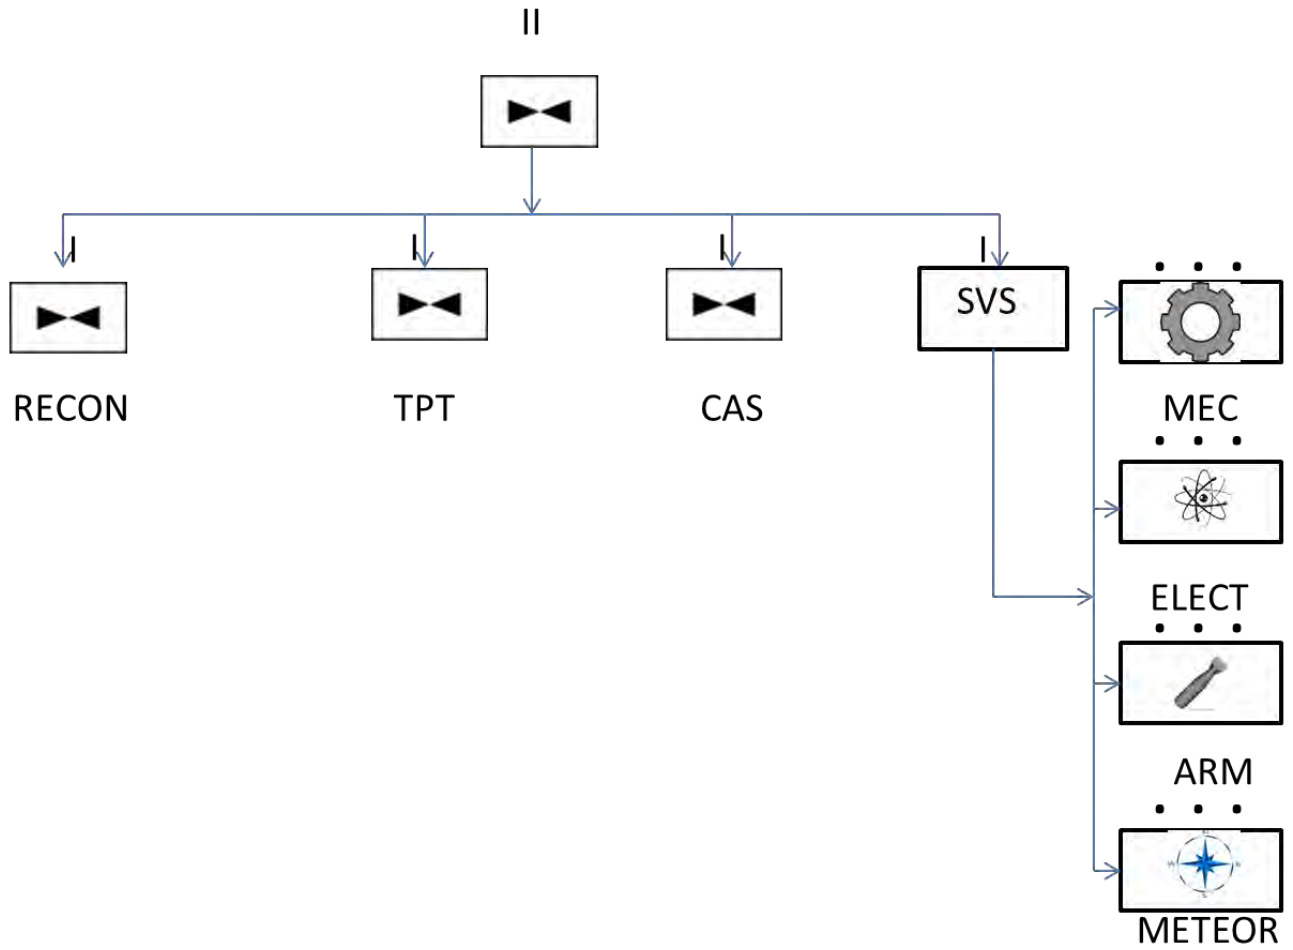 II
I I I I
SVS
RECON TPT CAS MEC
ELECT
ARM
METEOR